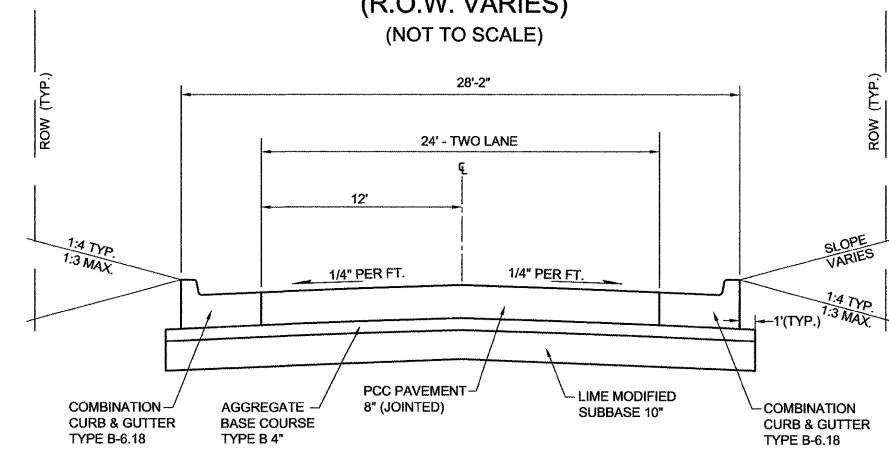 (R.O.W. VARIES)
(NOT TO SCALE)
28'-2"
24' - TWO LANE
℄
12'
ROW (TYP.)
ROW (TYP.)
1:4 TYP.
1:3 MAX.
1/4" PER FT.
1/4" PER FT.
SLOPE
VARIES
1:4 TYP.
1:3 MAX.
1'(TYP.)
COMBINATION
CURB & GUTTER
TYPE B-6.18
AGGREGATE
BASE COURSE
TYPE B 4"
PCC PAVEMENT
8" (JOINTED)
LIME MODIFIED
SUBBASE 10"
COMBINATION
CURB & GUTTER
TYPE B-6.18